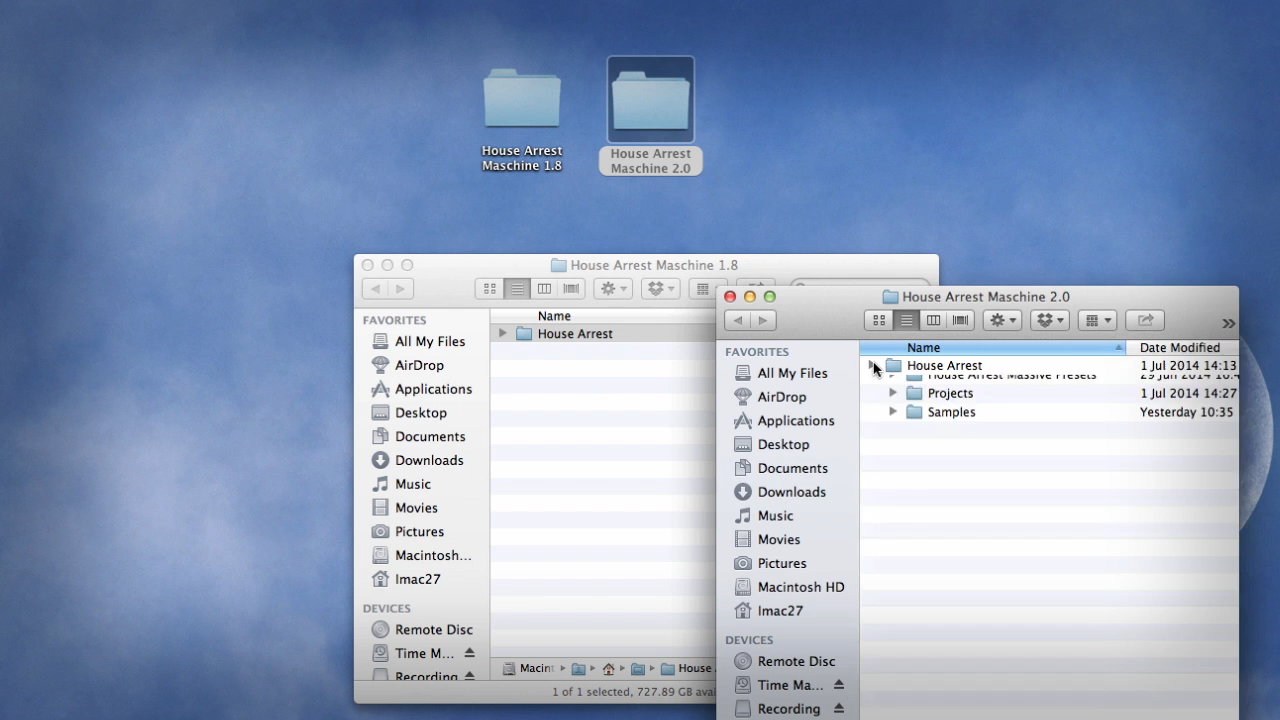 House Arrest
Maschine 1.8
House Arrest
Maschine 2.0
House Arrest Maschine 1.8
FAVORITES
All My Files
AirDrop
Applications
Desktop
Documents
Downloads
Music
Movies
Pictures
Macintosh...
Imac27
DEVICES
Remote Disc
Time M...
Recording
Name
House Arrest
Macint
House
1 of 1 selected, 727.89 GB avai
House Arrest Maschine 2.0
FAVORITES
All My Files
AirDrop
Applications
Desktop
Documents
Downloads
Music
Movies
Pictures
Macintosh HD
Imac27
DEVICES
Remote Disc
Time Ma...
Recording
Name Date Modified
House Arrest 1 Jul 2014 14:13
House Arrest Massive Presets 29 Jun 2014
Projects 1 Jul 2014 14:27
Samples Yesterday 10:35